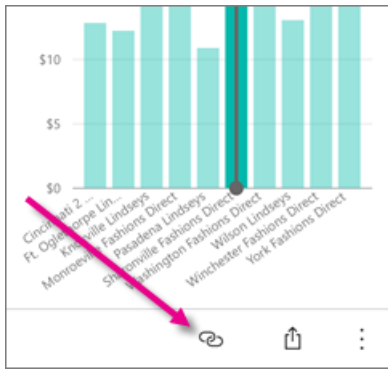 $10
$5
$0
Cincinnati 2 ...
Ft. Oglethorpe Lin...
Knoxville Lindseys
Monroeville Fashions Direct
Pasadena Lindseys
Sharonville Fashions Direct
Washington Fashions Direct
Wilson Lindseys
Winchester Fashions Direct
York Fashions Direct